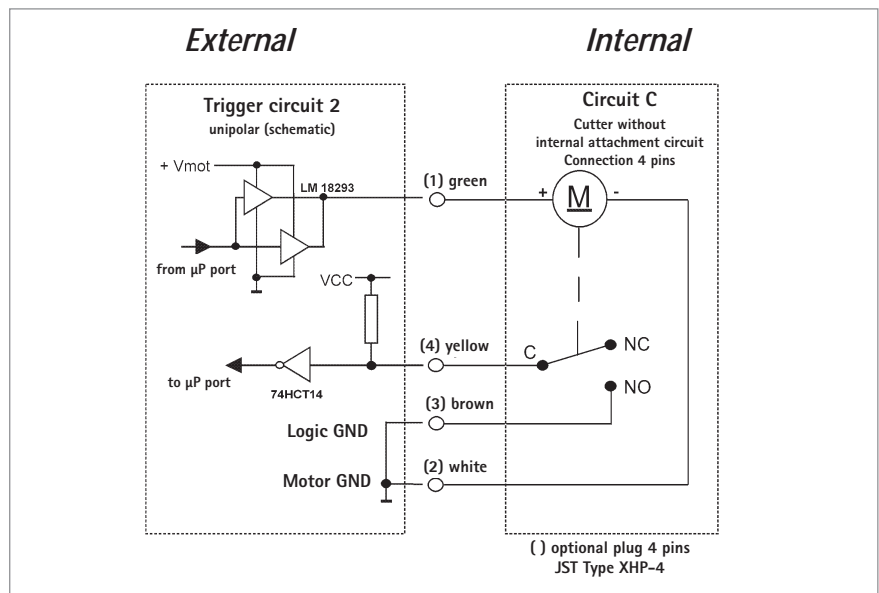 External
Internal
Trigger circuit 2
unipolar (schematic)
+ Vmot
LM 18293
from µP port
VCC
to µP port
74HCT14
Logic GND
Motor GND
(1) green
(4) yellow
(3) brown
(2) white
Circuit C
Cutter without
internal attachment circuit
Connection 4 pins
+
M
-
C
NC
NO
( ) optional plug 4 pins
JST Type XHP-4